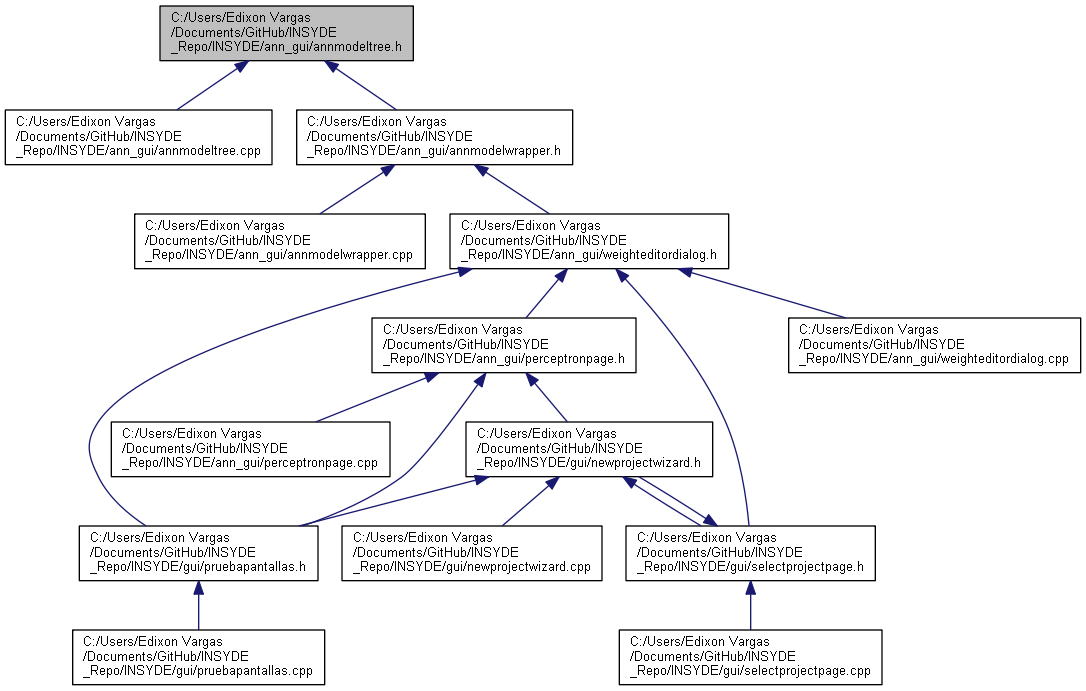 C:/Users/Edixon Vargas
/Documents/GitHub/INSYDE
_Repo/INSYDE/ann_gui/annmodeltree.h
C:/Users/Edixon Vargas
/Documents/GitHub/INSYDE
_Repo/INSYDE/ann_gui/annmodeltree.cpp
C:/Users/Edixon Vargas
/Documents/GitHub/INSYDE
_Repo/INSYDE/ann_gui/annmodelwrapper.h
C:/Users/Edixon Vargas
/Documents/GitHub/INSYDE
_Repo/INSYDE/ann_gui/annmodelwrapper.cpp
C:/Users/Edixon Vargas
/Documents/GitHub/INSYDE
_Repo/INSYDE/ann_gui/weighteditordialog.h
C:/Users/Edixon Vargas
/Documents/GitHub/INSYDE
_Repo/INSYDE/ann_gui/perceptronpage.h
C:/Users/Edixon Vargas
/Documents/GitHub/INSYDE
_Repo/INSYDE/ann_gui/weighteditordialog.cpp
C:/Users/Edixon Vargas
/Documents/GitHub/INSYDE
_Repo/INSYDE/ann_gui/perceptronpage.cpp
C:/Users/Edixon Vargas
/Documents/GitHub/INSYDE
_Repo/INSYDE/gui/newprojectwizard.h
C:/Users/Edixon Vargas
/Documents/GitHub/INSYDE
_Repo/INSYDE/gui/pruebapantallas.h
C:/Users/Edixon Vargas
/Documents/GitHub/INSYDE
_Repo/INSYDE/gui/newprojectwizard.cpp
C:/Users/Edixon Vargas
/Documents/GitHub/INSYDE
_Repo/INSYDE/gui/selectprojectpage.h
C:/Users/Edixon Vargas
/Documents/GitHub/INSYDE
_Repo/INSYDE/gui/pruebapantallas.cpp
C:/Users/Edixon Vargas
/Documents/GitHub/INSYDE
_Repo/INSYDE/gui/selectprojectpage.cpp